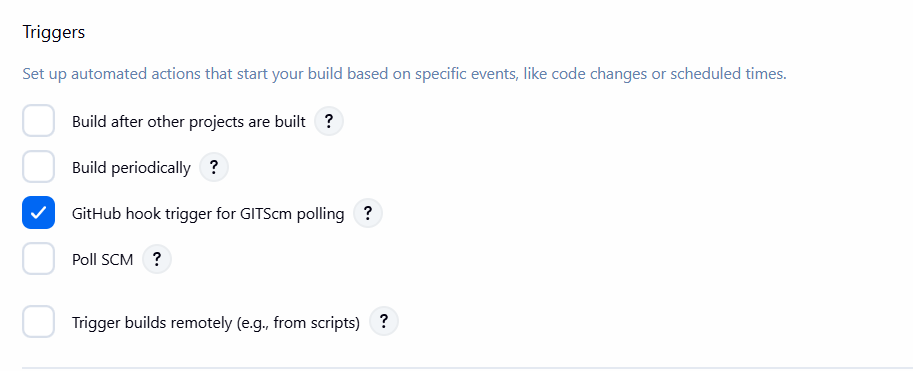 Triggers
Set up automated actions that start your build based on specific events, like code changes or scheduled times.
Build after other projects are built ?
Build periodically ?
GitHub hook trigger for GITScm polling ?
Poll SCM ?
Trigger builds remotely (e.g., from scripts) ?